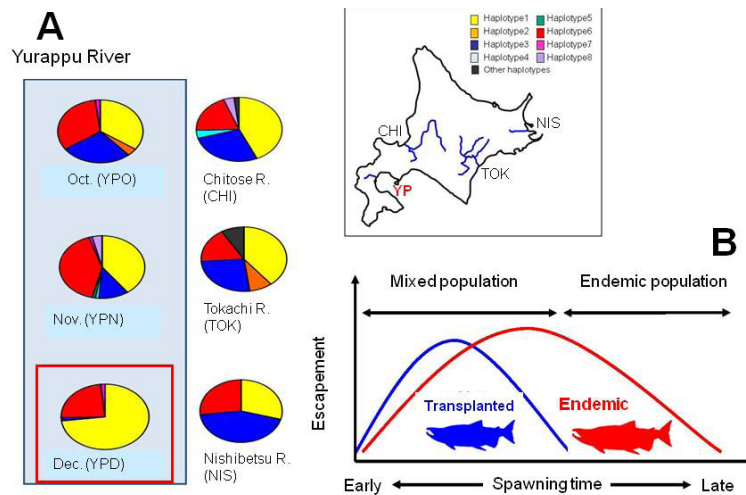 A
Yurappu River
Oct. (YPO)
Chitose R.
(CHI)
Nov. (YPN)
Tokachi R.
(TOK)
Dec. (YPD)
Nishibetsu R.
(NIS)
Haplotype1
Haplotype2
Haplotype3
Haplotype4
Other haplotypes
Haplotype5
Haplotype6
Haplotype7
Haplotype8
CHI
NIS
TOK
YP
B
Mixed population
Endemic population
Escapement
Transplanted
Endemic
Early
Spawning time
Late